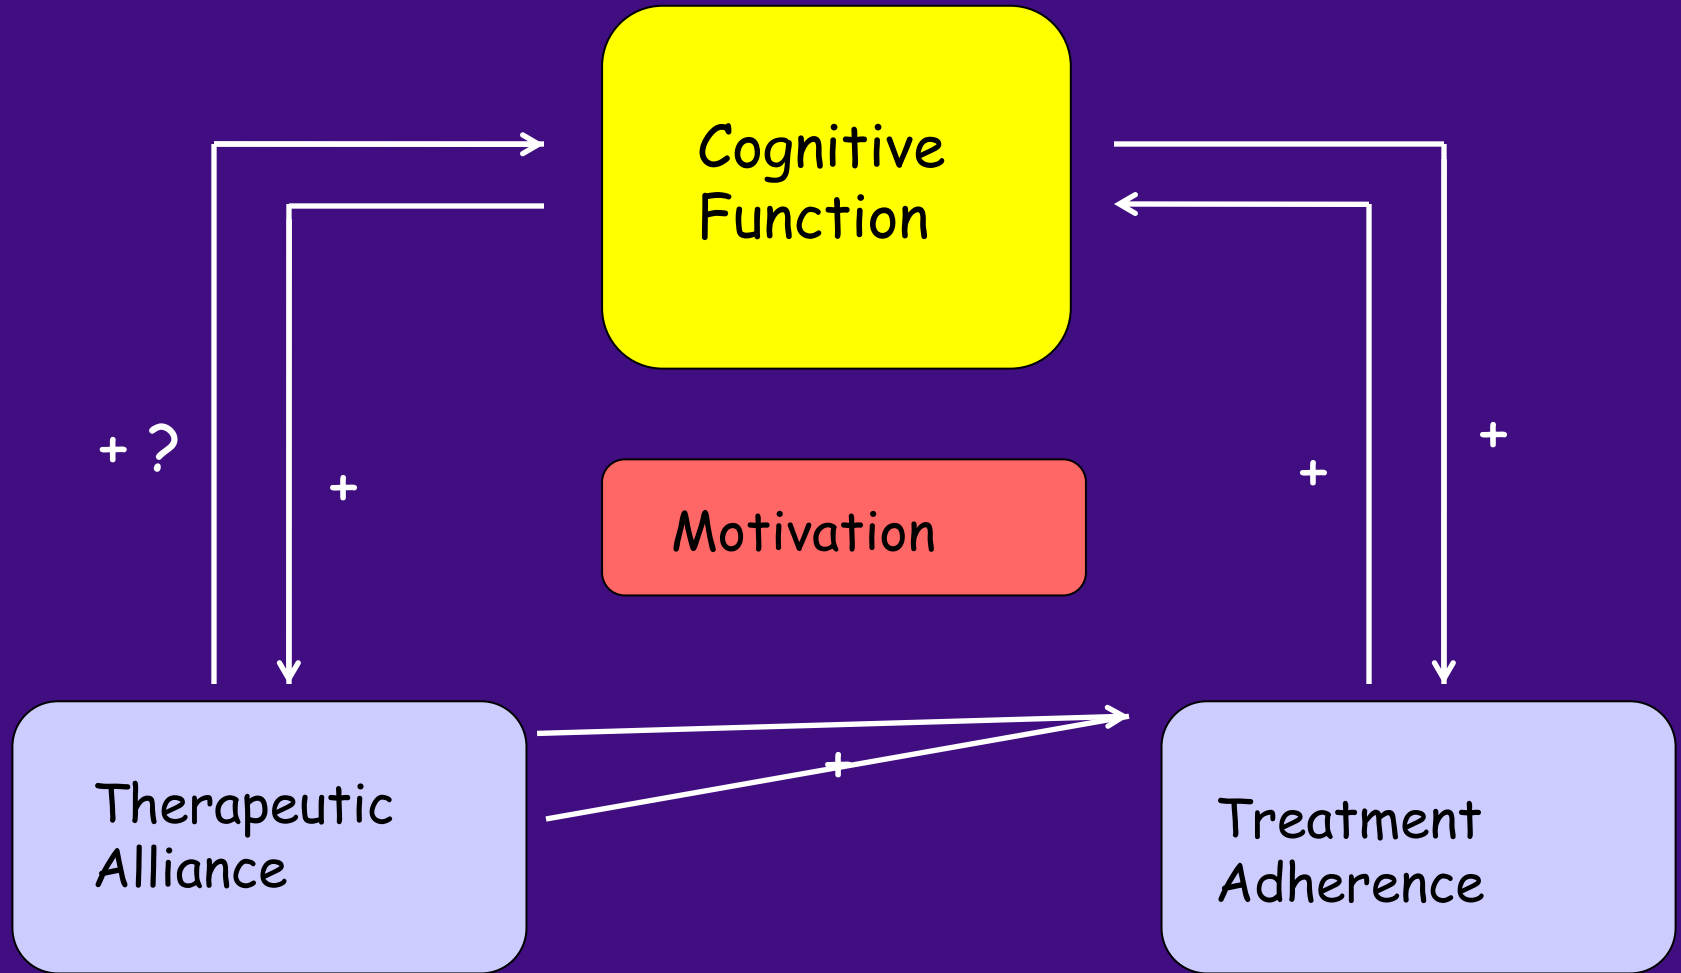 Cognitive
Function
+ ?
+
+
+
Motivation
+
Therapeutic
Alliance
Treatment
Adherence